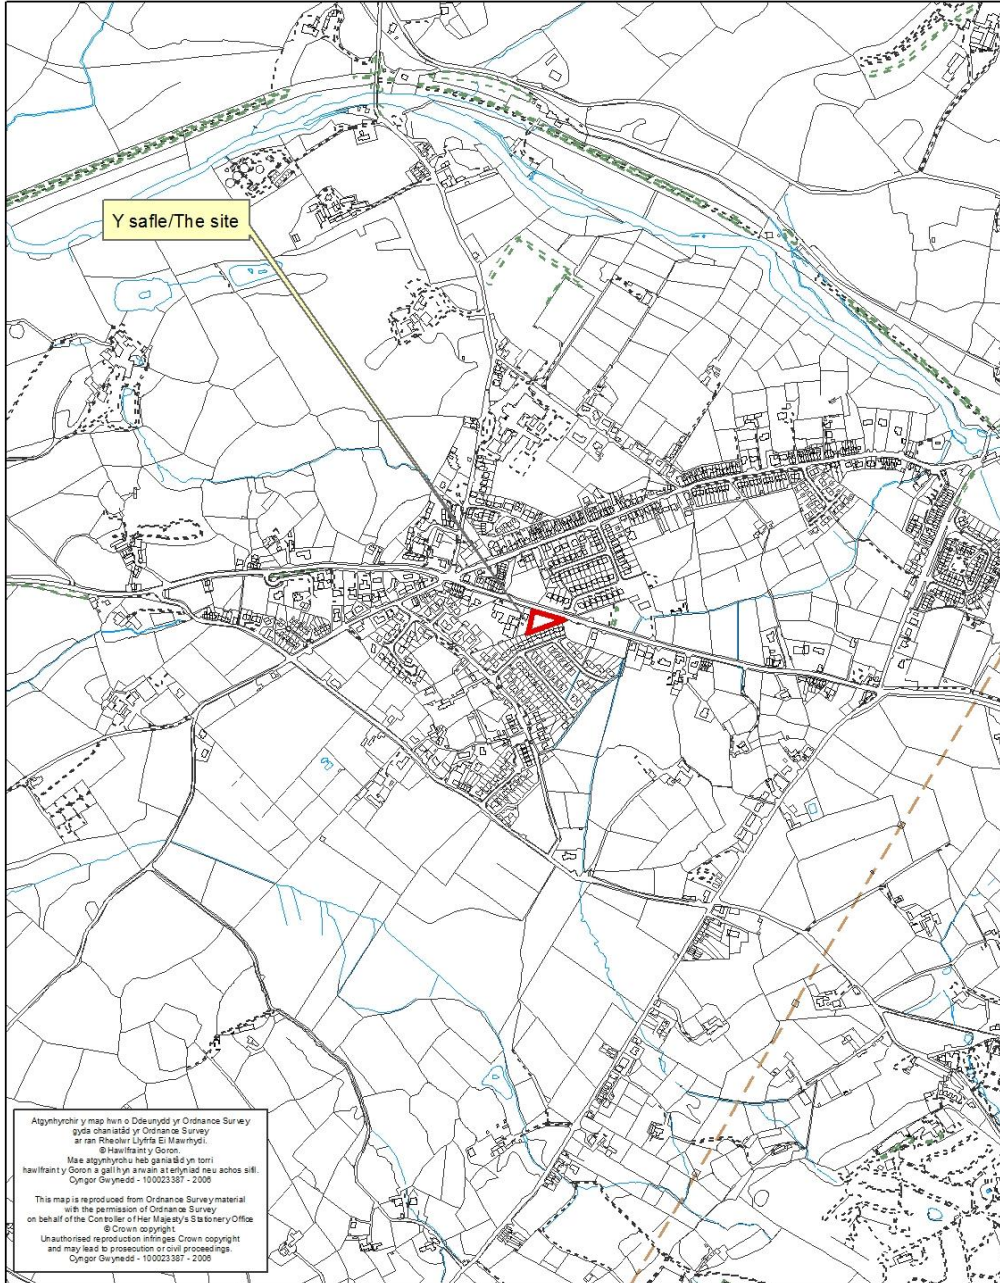 Y safle/The site
Atgynhyrchir y map hwn o Ddeunydd yr Ordnance Survey
gyda chaniatâd yr Ordnance Survey
ar ran Rheolwr Llyfrfa Ei Mawrhydi.
© Hawlfraint y Goron.
Mae atgynhyrchu heb ganiatâd yn torri
hawlfraint y Goron a gall hyn arwain at erlyniad neu achos sifil.
Cyngor Gwynedd - 100023387 - 2006
This map is reproduced from Ordnance Survey material
with the permission of Ordnance Survey
on behalf of the Controller of Her Majesty's Stationery Office
© Crown copyright.
Unauthorised reproduction infringes Crown copyright
and may lead to prosecution or civil proceedings.
Cyngor Gwynedd - 100023387 - 2006